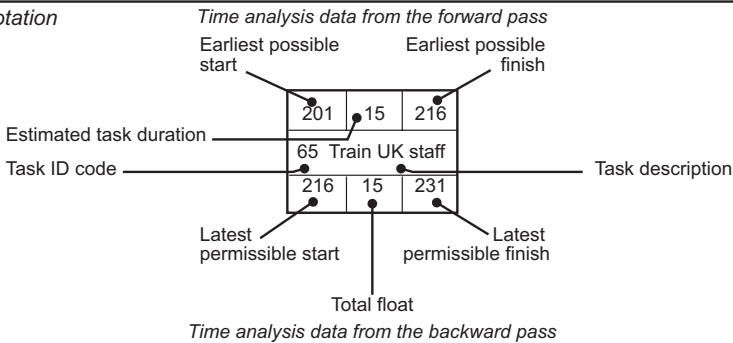 otation
Time analysis data from the forward pass
Earliest possible start
Earliest possible finish
201 15 216
Estimated task duration
65 Train UK staff
Task ID code
Task description
216 15 231
Latest permissible start
Latest permissible finish
Total float
Time analysis data from the backward pass